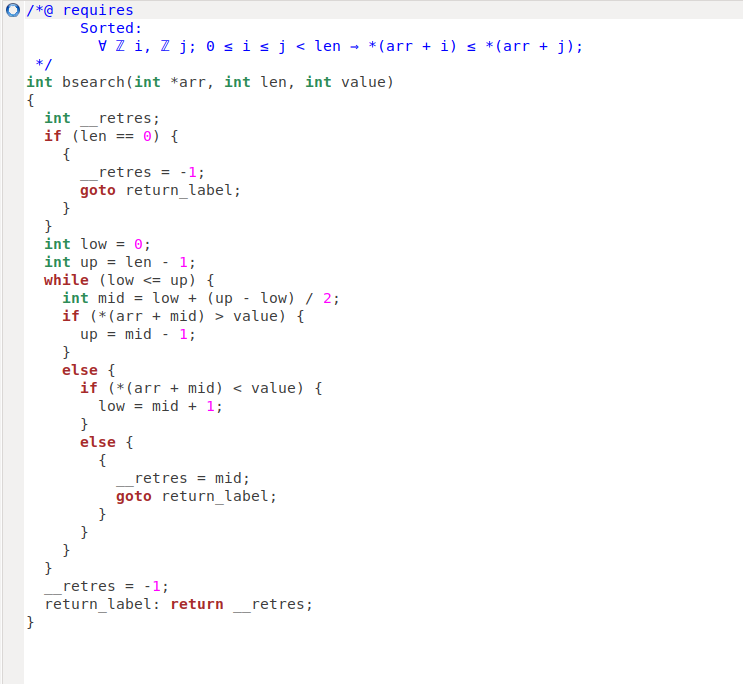 /*@ requires
      Sorted:
        ∀ ℤ i, ℤ j; 0 ≤ i ≤ j < len ⇒ *(arr + i) ≤ *(arr + j);
 */
int bsearch(int *arr, int len, int value)
{
  int __retres;
  if (len == 0) {
    {
      __retres = -1;
      goto return_label;
    }
  }
  int low = 0;
  int up = len - 1;
  while (low <= up) {
    int mid = low + (up - low) / 2;
    if (*(arr + mid) > value) {
      up = mid - 1;
    }
    else {
      if (*(arr + mid) < value) {
        low = mid + 1;
      }
      else {
        {
          __retres = mid;
          goto return_label;
        }
      }
    }
  }
  __retres = -1;
  return_label: return __retres;
}